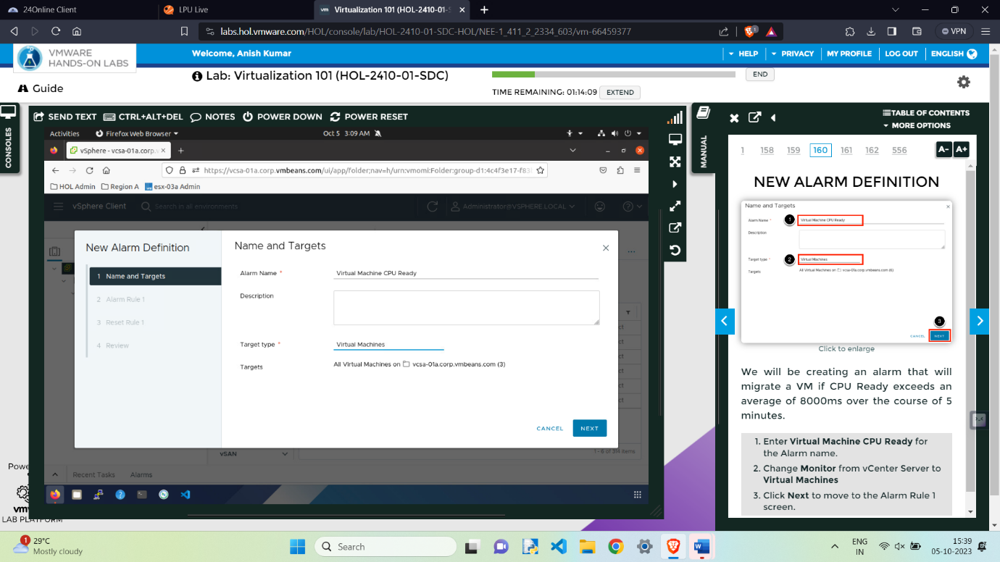 24Online Client
LPU Live
vm Virtualization 101 (HOL-2410-01-S
labs.hol.vmware.com/HOL/console/lab/HOL-2410-01-SDC-HOL/NEE-1_411_2_2334_603/vm-66459377
1
VPN
VMWARE
HANDS-ON LABS
Welcome, Anish Kumar
HELP
PRIVACY
MY PROFILE
LOG OUT
ENGLISH
Lab: Virtualization 101 (HOL-2410-01-SDC)
END
Guide
TIME REMAINING: 01:14:09
EXTEND
CONSOLES
SEND TEXT
CTRL+ALT+DEL
NOTES
POWER DOWN
POWER RESET
Activities
Firefox Web Browser
Oct 5 3:09 AM
vSphere - vcsa-01a.corp.v
https://vcsa-01a.corp.vmbeans.com/ui/app/folder;nav=h/urn:vmomi:Folder:group-d1:4c4f3e17-f83
HOL Admin
Region A
esx-03a Admin
vSphere Client
Search in all environments
Administrator@VSPHERE.LOCAL
New Alarm Definition
1 Name and Targets
2 Alarm Rule 1
3 Reset Rule 1
4 Review
Name and Targets
Alarm Name *
Virtual Machine CPU Ready
Description
Target type *
Virtual Machines
Targets
All Virtual Machines on vcsa-01a.corp.vmbeans.com (3)
CANCEL
NEXT
vSAN
Recent Tasks
Alarms
LAB PLATFORM
MANUAL
TABLE OF CONTENTS
MORE OPTIONS
1 158 159 160 161 162 556
A- A+
NEW ALARM DEFINITION
Name and Targets
Alarm Name *
1
Virtual Machine CPU Ready
Description
Target type *
2
Virtual Machines
Targets
All Virtual Machines on vcsa-01a.corp.vmbeans.com (6)
3
CANCEL
NEXT
Click to enlarge
We will be creating an alarm that will
migrate a VM if CPU Ready exceeds an
average of 8000ms over the course of 5
minutes.
1. Enter Virtual Machine CPU Ready for
the Alarm name.
2. Change Monitor from vCenter Server to
Virtual Machines
3. Click Next to move to the Alarm Rule 1
screen.
1
29°C
Mostly cloudy
Search
ENG
IN
15:39
05-10-2023